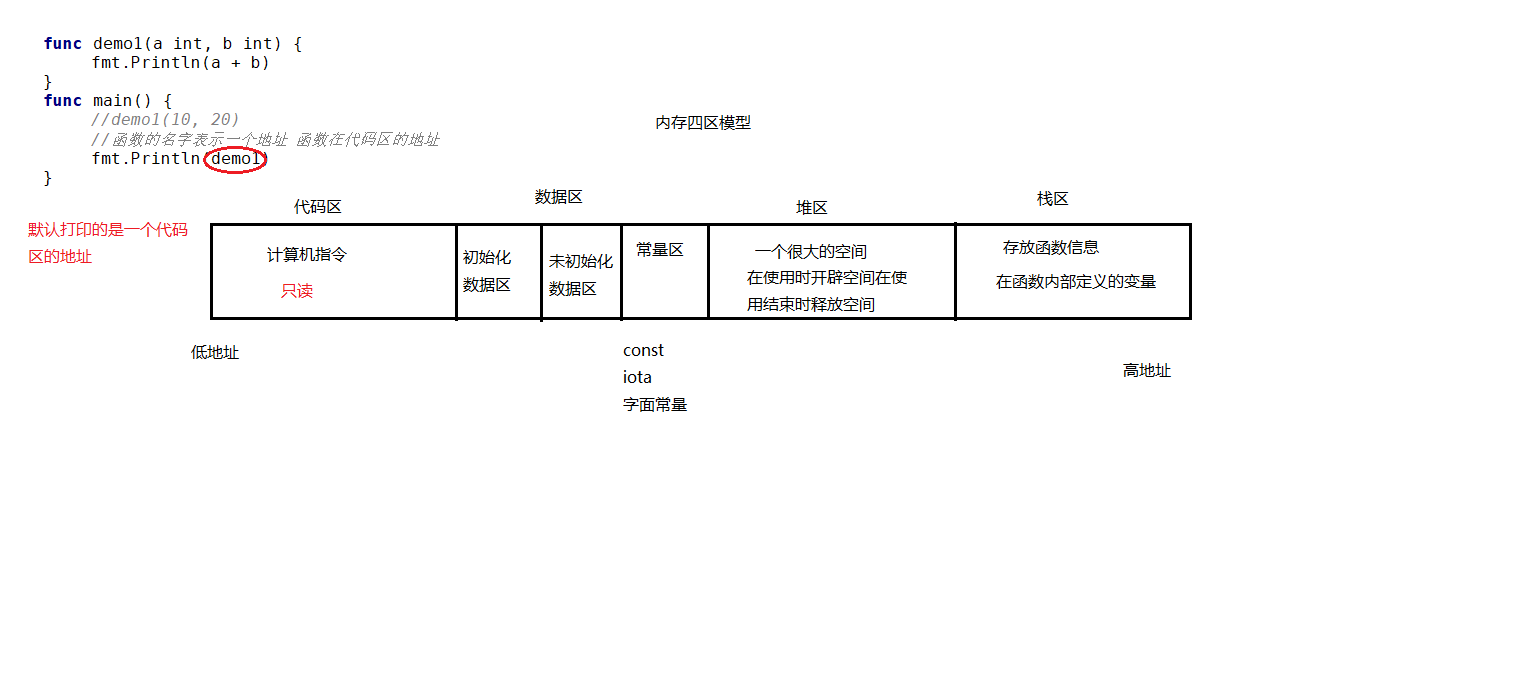 func demo1(a int, b int) {
fmt.Println(a + b)
}
func main() {
//demo1(10, 20)
//函数的名字表示一个地址 函数在代码区的地址
fmt.Println(demo1)
}
内存四区模型
代码区
数据区
堆区
栈区
默认打印的是一个代码
区的地址
计算机指令
只读
初始化
数据区
未初始化
数据区
常量区
一个很大的空间
在使用时开辟空间在使
用结束时释放空间
存放函数信息
在函数内部定义的变量
低地址
const
iota
字面常量
高地址